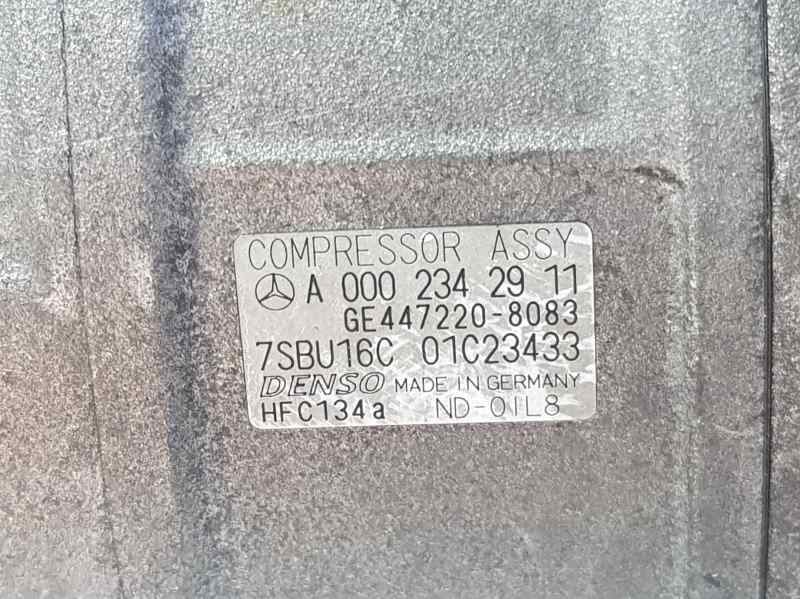 COMPRESSOR ASSY
A 000 234 29 11
GE447220-8083
7SBU16C 01C23433
DENSO MADE IN GERMANY
HFC134a ND-OIL8